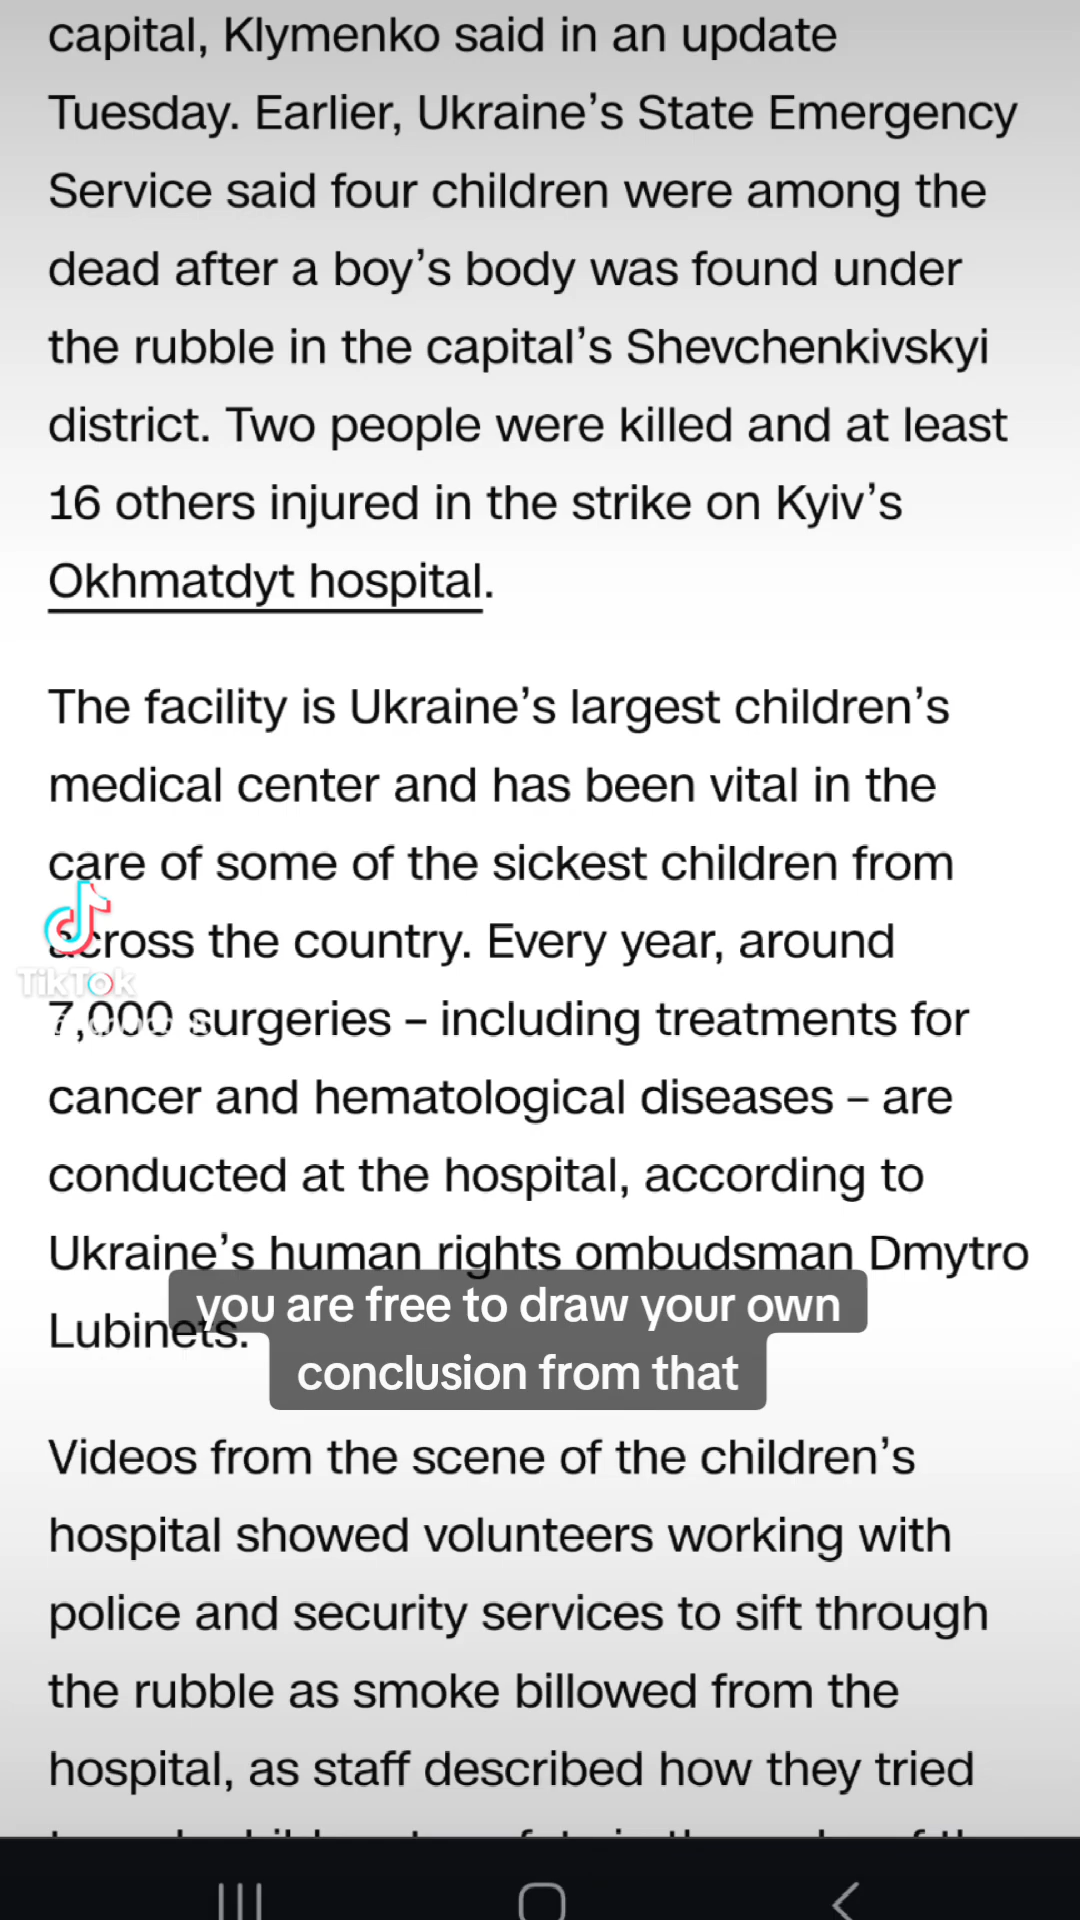 capital, Klymenko said in an update
Tuesday. Earlier, Ukraine’s State Emergency
Service said four children were among the
dead after a boy’s body was found under
the rubble in the capital’s Shevchenkivskyi
district. Two people were killed and at least
16 others injured in the strike on Kyiv’s
Okhmatdyt hospital.
The facility is Ukraine’s largest children’s
medical center and has been vital in the
care of some of the sickest children from
across the country. Every year, around
TikTok
7,000 surgeries – including treatments for
cancer and hematological diseases – are
conducted at the hospital, according to
Ukraine’s human rights ombudsman Dmytro
Lubinets.
you are free to draw your own
conclusion from that
Videos from the scene of the children’s
hospital showed volunteers working with
police and security services to sift through
the rubble as smoke billowed from the
hospital, as staff described how they tried